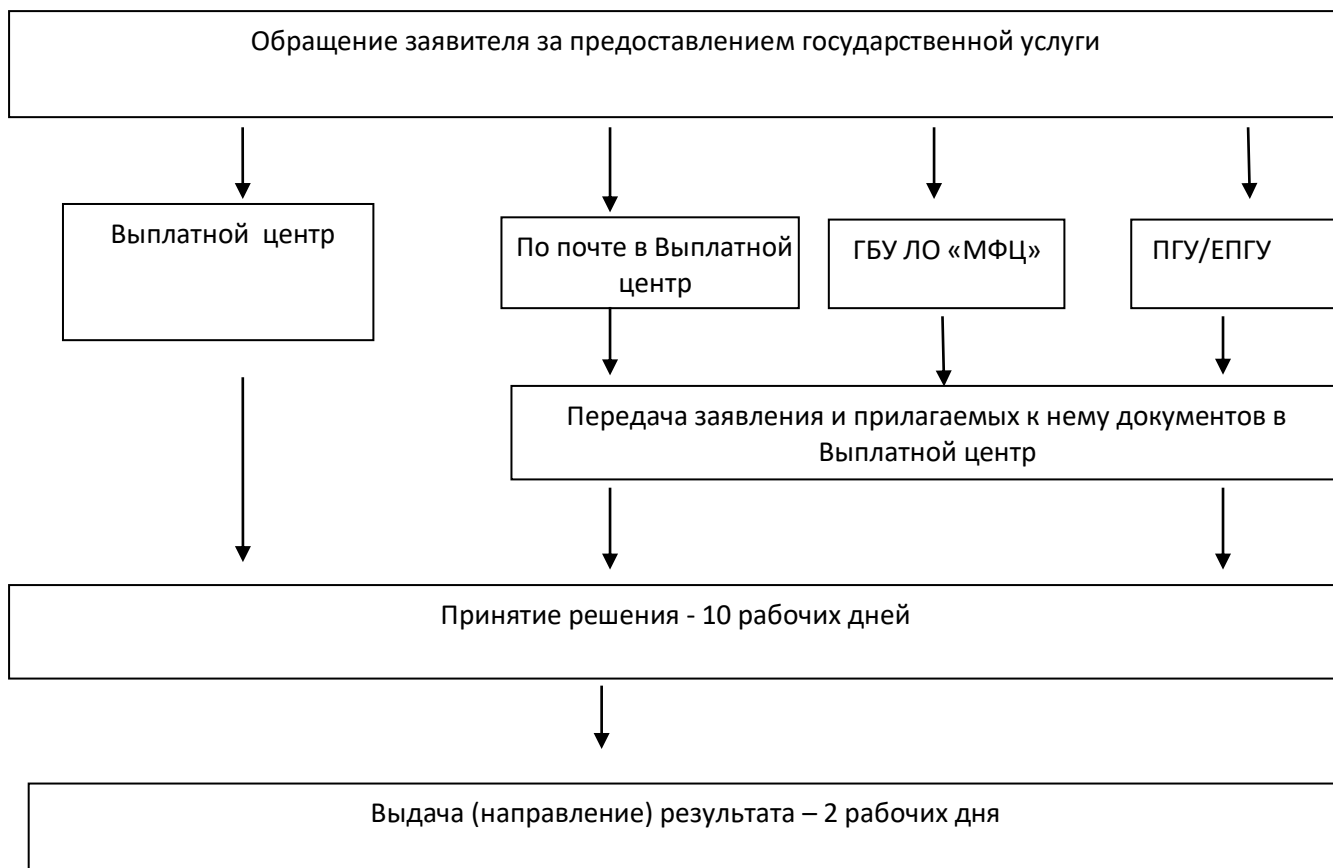 Обращение заявителя за предоставлением государственной услуги
Выплатной центр
По почте в Выплатной
центр
ГБУ ЛО «МФЦ»
ПГУ/ЕПГУ
Передача заявления и прилагаемых к нему документов в
Выплатной центр
Принятие решения - 10 рабочих дней
Выдача (направление) результата – 2 рабочих дня